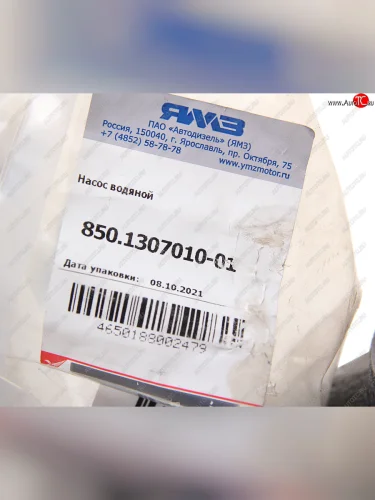 ЯМЗ
ПАО «Автодизель» (ЯМЗ)
Россия, 150040, г. Ярославль, пр. Октября, 75
+7 (4852) 58-78-78
www.ymzmotor.ru
Насос водяной
850.1307010-01
Дата упаковки: 08.10.2021
4650188002479